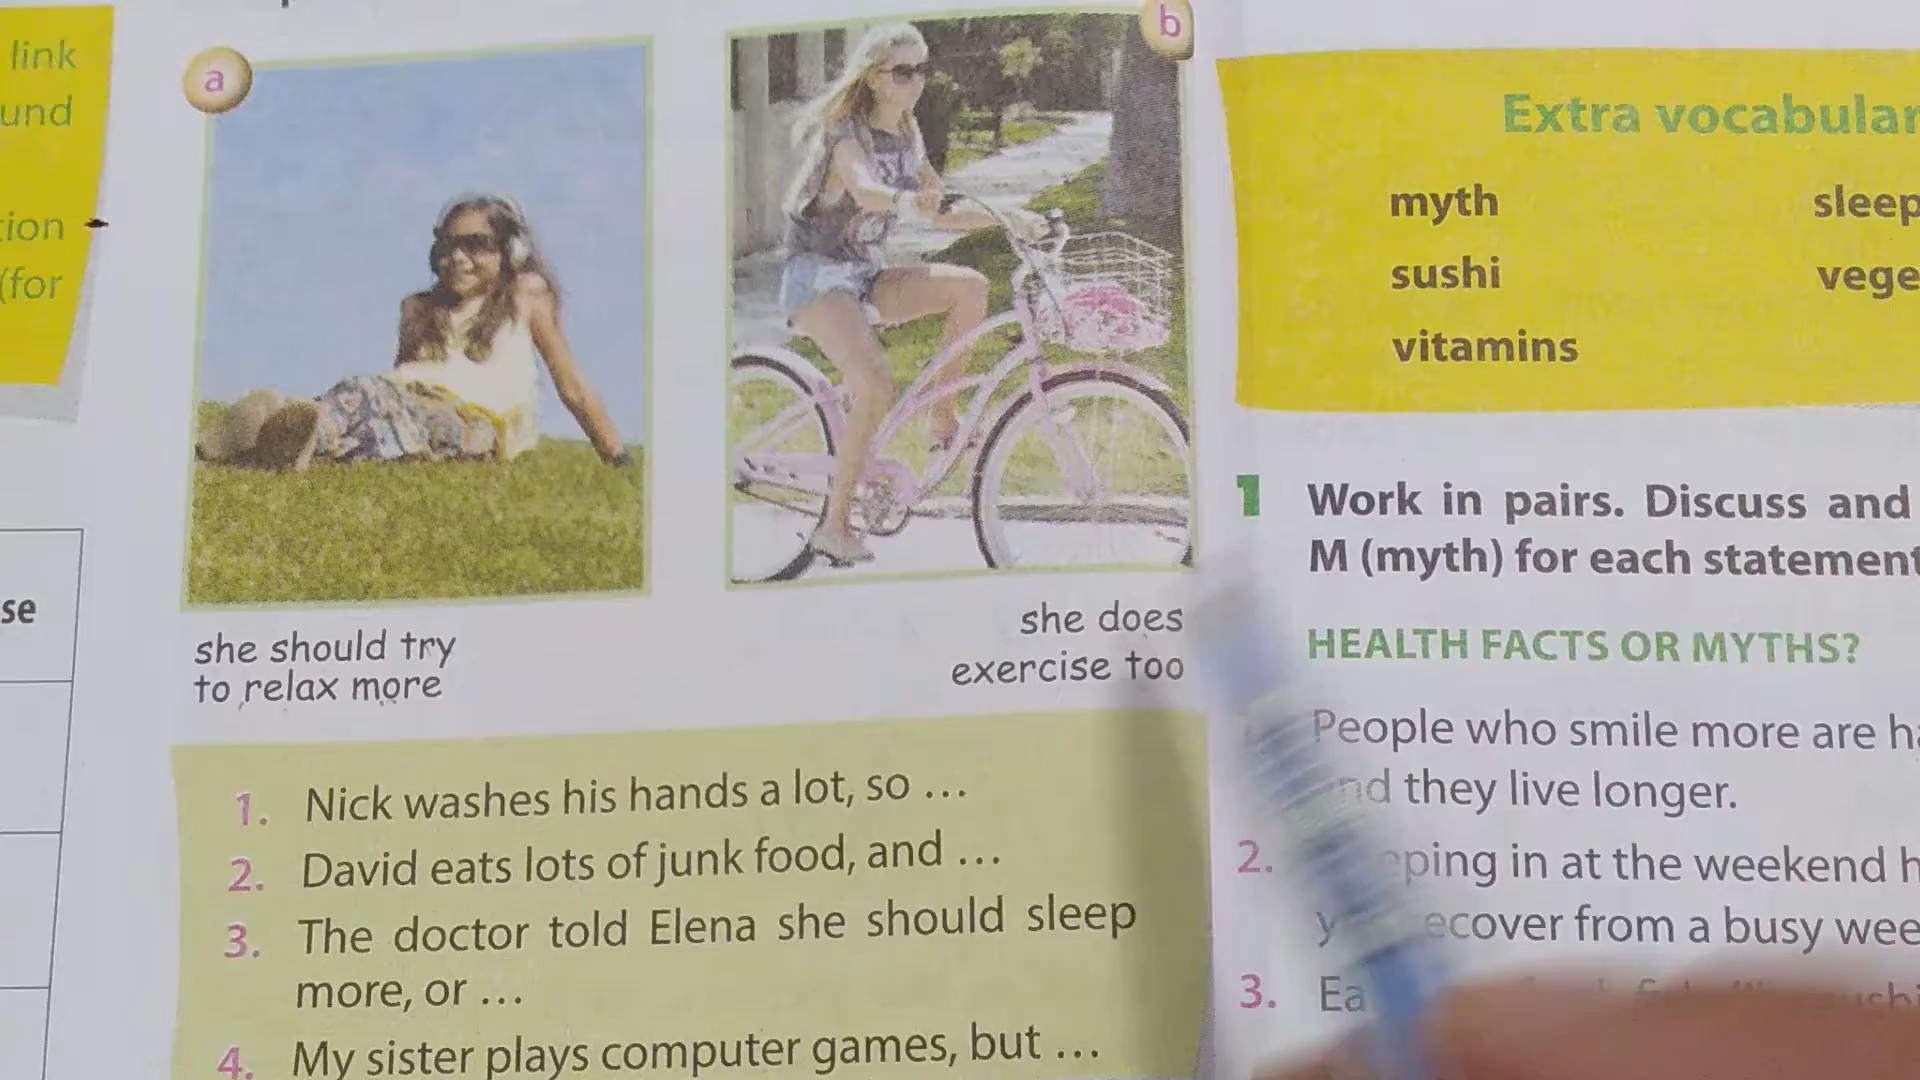 link
und
(for
se
a
b
she should try
to relax more
she does
exercise too
1. Nick washes his hands a lot, so ...
2. David eats lots of junk food, and ...
3. The doctor told Elena she should sleep
more, or ...
4. My sister plays computer games, but ...
Extra vocabular
myth sleep
sushi vege
vitamins
1 Work in pairs. Discuss and
M (myth) for each statement
HEALTH FACTS OR MYTHS?
People who smile more are ha
they live longer.
2. in at the weekend h
from a busy wee
3. Ea